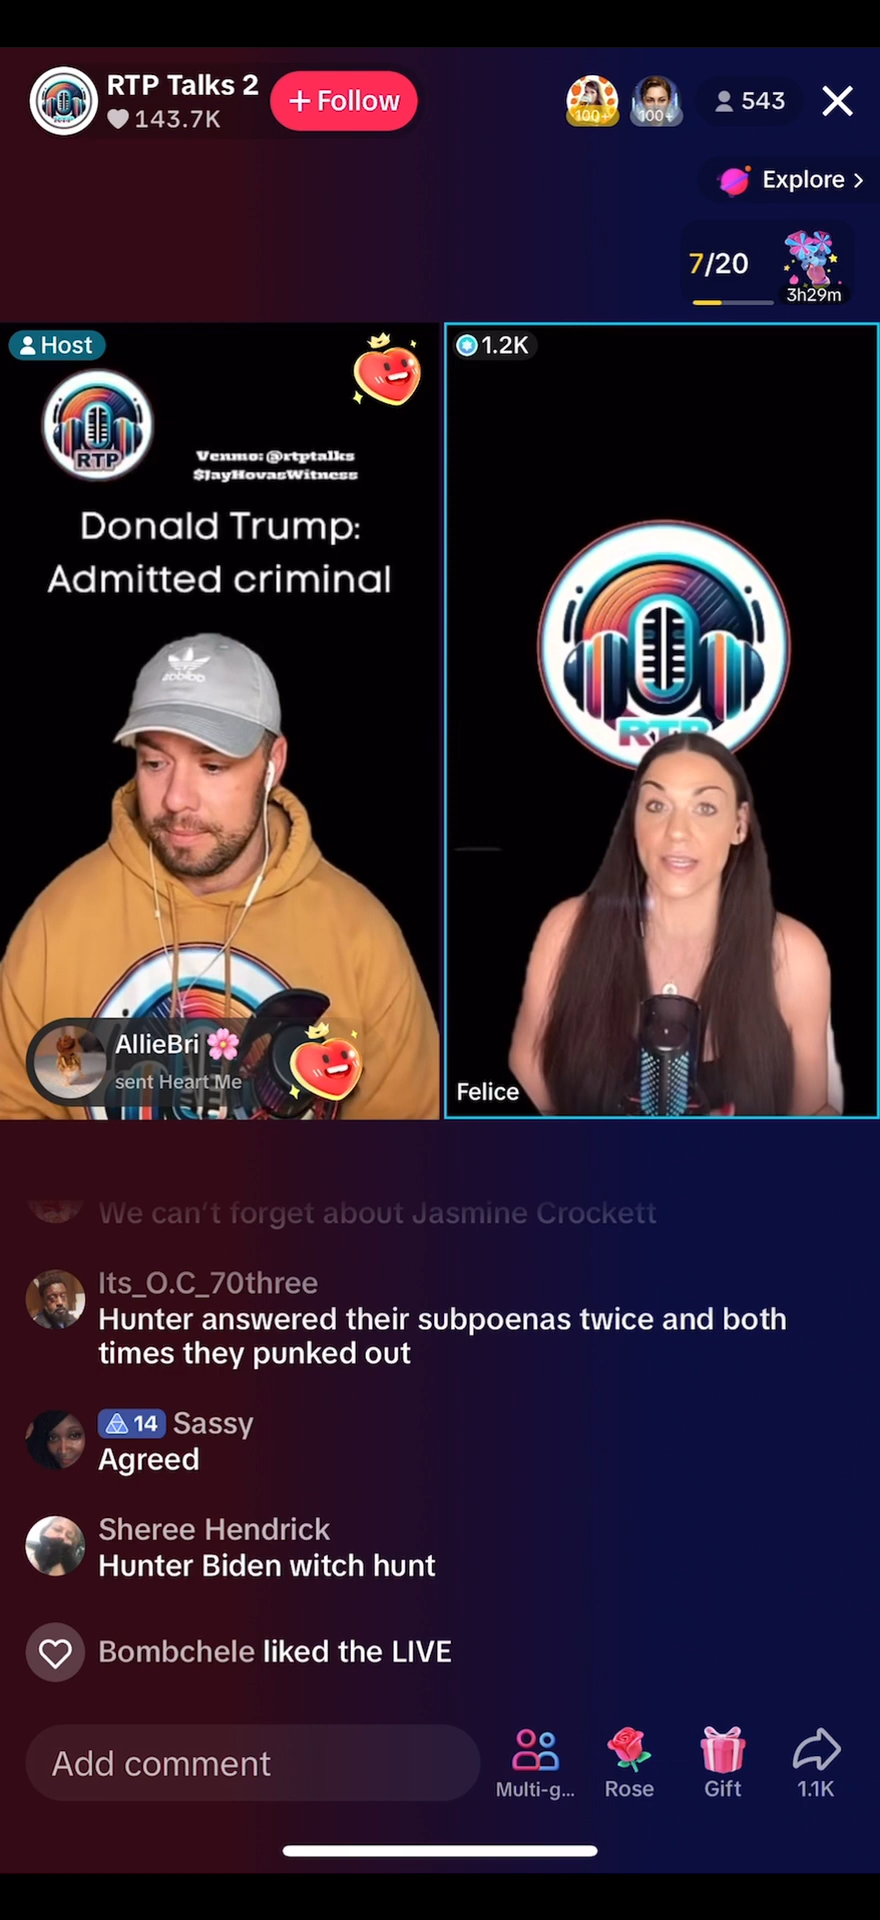 RTP Talks 2
143.7K
+ Follow
100+
100+
543
Explore >
7/20
3h29m
Host
RTP
Venmo: @rtptalks
$JayHovasWitness
Donald Trump:
Admitted criminal
adidas
AllieBri 🌸
sent Heart Me
1.2K
RTP
Felice
We can't forget about Jasmine Crockett
Its_O.C_70three
Hunter answered their subpoenas twice and both
times they punked out
14 Sassy
Agreed
Sheree Hendrick
Hunter Biden witch hunt
Bombchele liked the LIVE
Add comment
Multi-g...
Rose
Gift
1.1K